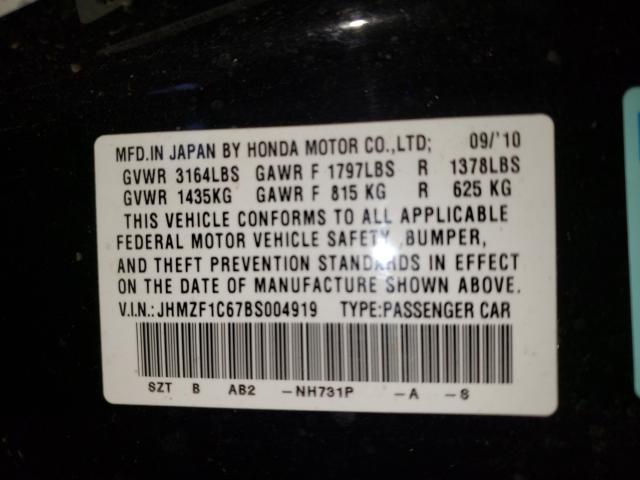 MFD.IN JAPAN BY HONDA MOTOR CO.,LTD; 09/'10
GVWR 3164LBS GAWR F 1797LBS R 1378LBS
GVWR 1435KG GAWR F 815 KG R 625 KG
THIS VEHICLE CONFORMS TO ALL APPLICABLE
FEDERAL MOTOR VEHICLE SAFETY ,BUMPER,
AND THEFT PREVENTION STANDARDS IN EFFECT
ON THE DATE OF MANUFACTURE SHOWN ABOVE.
V.I.N.:JHMZF1C67BS004919 TYPE:PASSENGER CAR
SZT B AB2 -NH731P -A -8